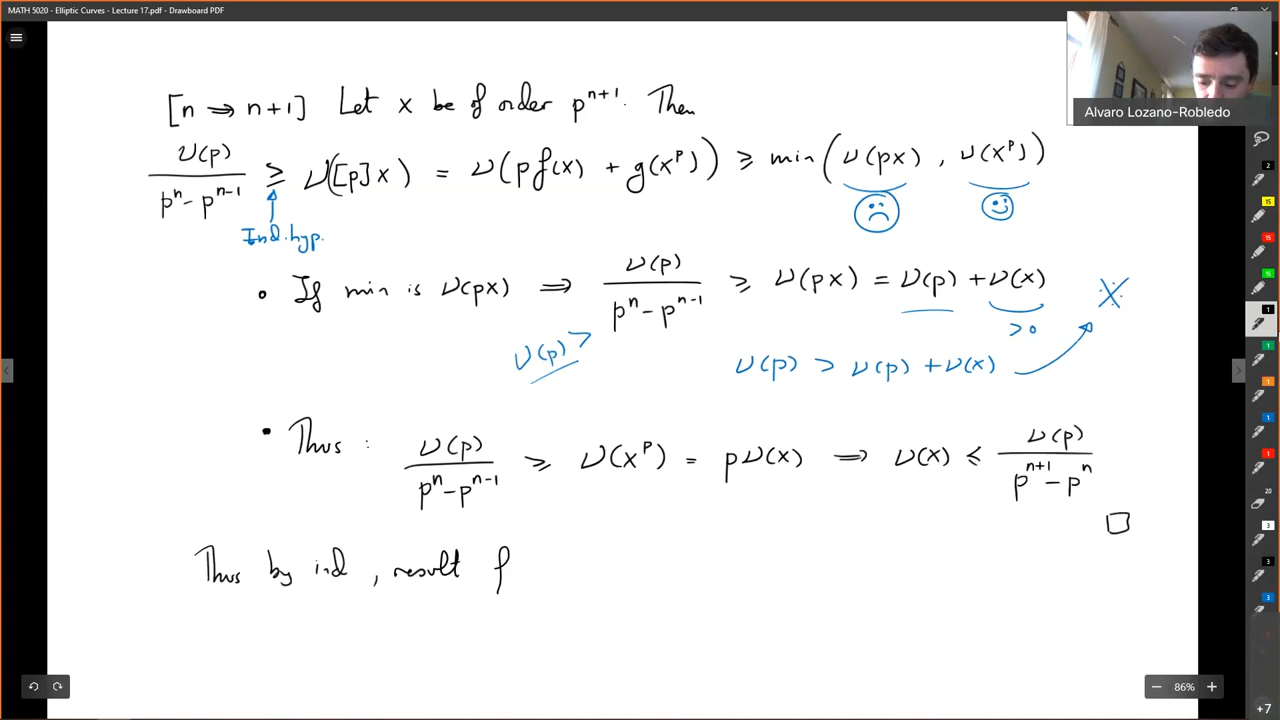 MATH 5020 - Elliptic Curves - Lecture 17.pdf - Drawboard PDF
Alvaro Lozano-Robledo
[n ⟹ n+1] Let x be of order p^{n+1}. Then
ν(p) / (p^n - p^{n-1}) ≥ ν([p]x) = ν(pf(x) + g(x^p)) ≥ min(ν(px), ν(x^p))
Ind. hyp.
• If min is ν(px) ⟹ ν(p) / (p^n - p^{n-1}) ≥ ν(px) = ν(p) + ν(x)
> 0
ν(p) >
ν(p) > ν(p) + ν(x)
• Thus : ν(p) / (p^n - p^{n-1}) ≥ ν(x^p) = pν(x) ⟹ ν(x) ≤ ν(p) / (p^{n+1} - p^n)
□
Thus by ind, result f
86%
+7